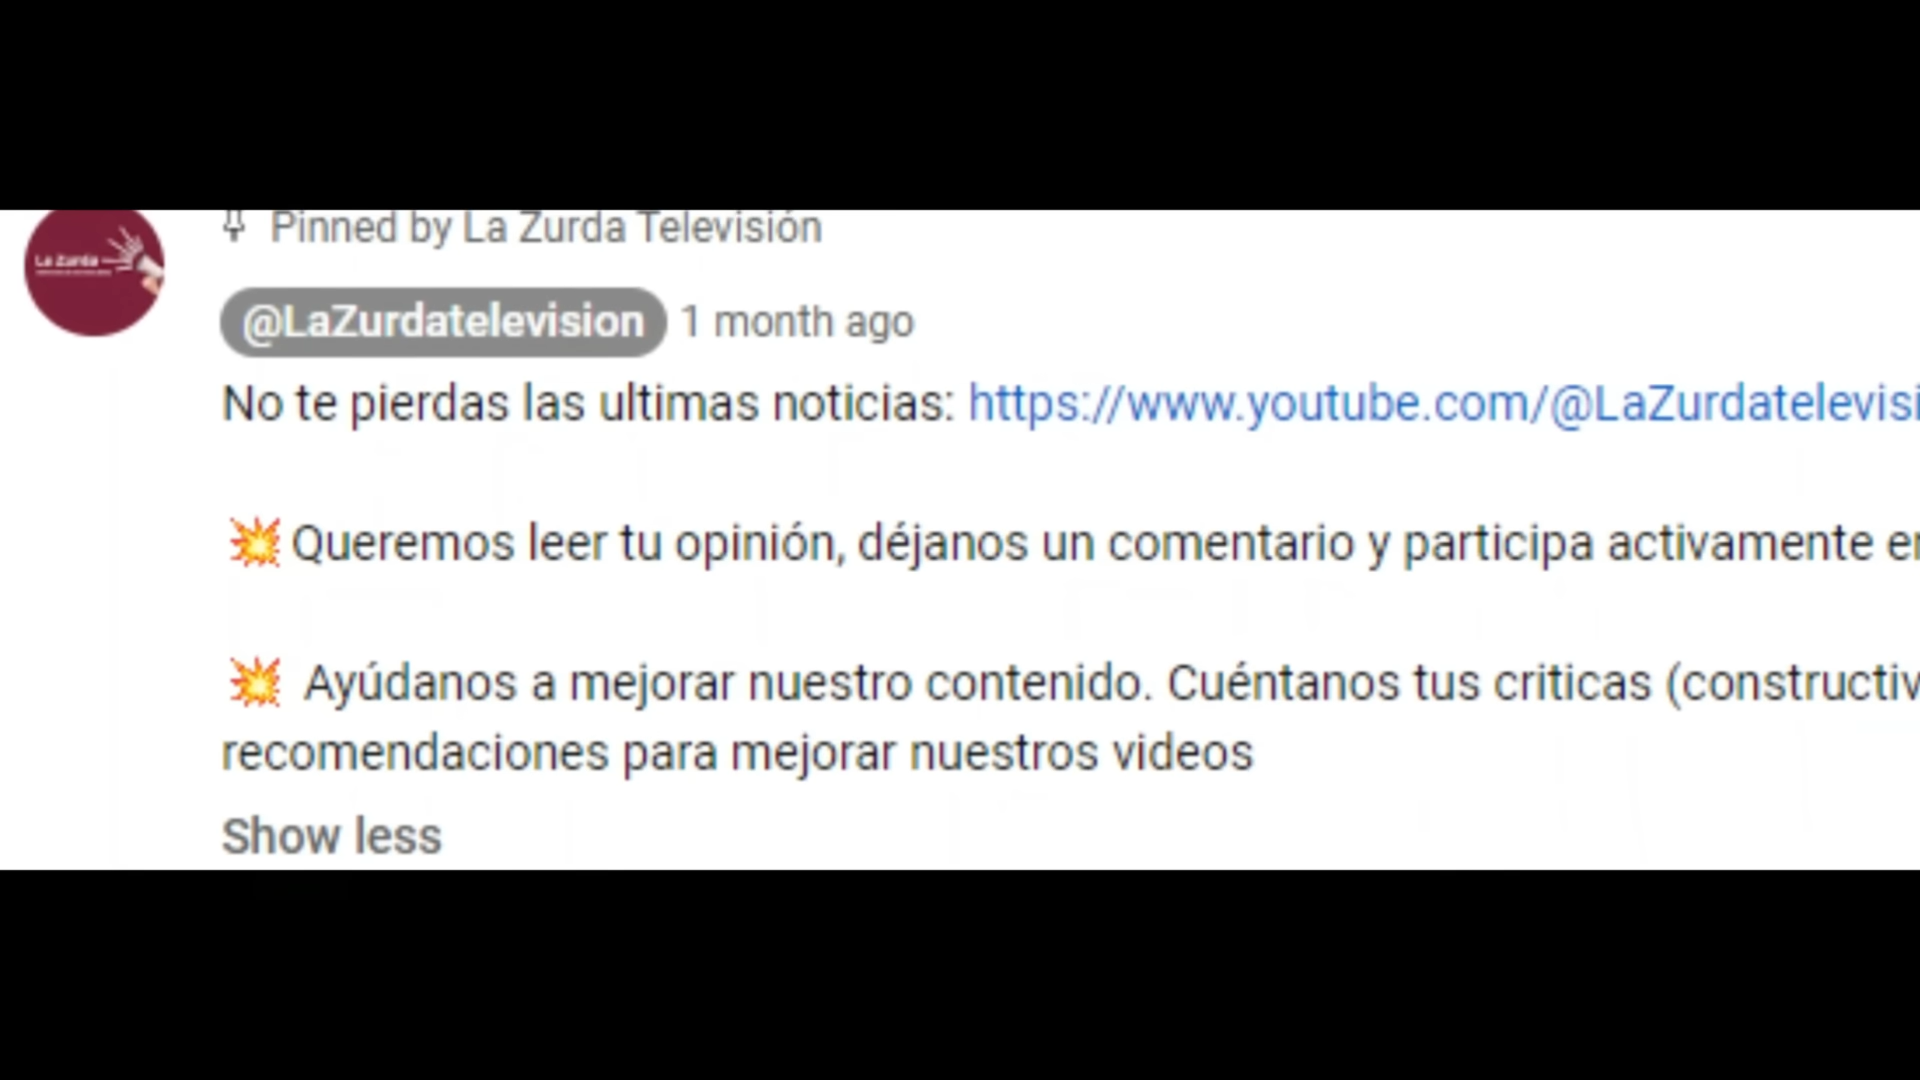 Pinned by La Zurda Televisión
La Zurda
@LaZurdatelevision 1 month ago
No te pierdas las ultimas noticias: https://www.youtube.com/@LaZurdatelevisi
💥Queremos leer tu opinión, déjanos un comentario y participa activamente e
💥 Ayúdanos a mejorar nuestro contenido. Cuéntanos tus criticas (constructiv
recomendaciones para mejorar nuestros videos
Show less